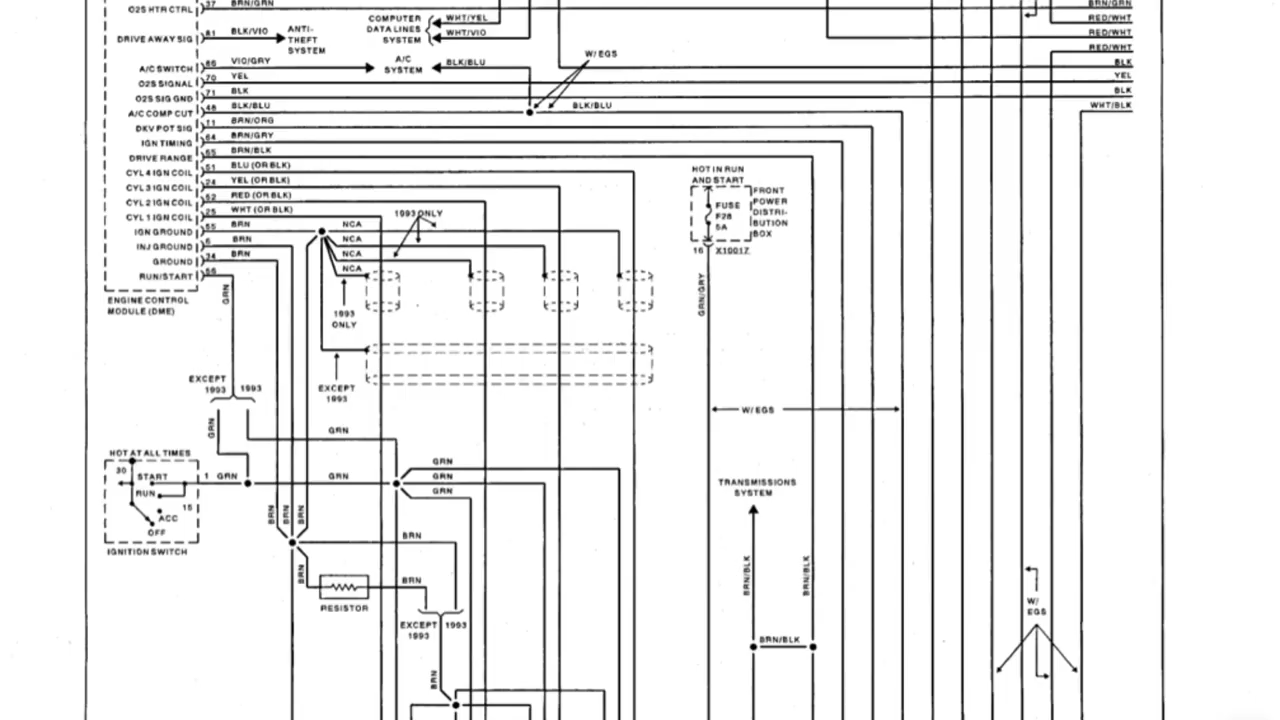 O2S HTR CTRL 37 BRN/GRN
BRN/GRN
RED/WHT
RED/WHT
RED/WHT
DRIVE AWAY SIG 81 BLK/VIO
ANTI-
THEFT
SYSTEM
COMPUTER
DATA LINES
SYSTEM
WHT/YEL
WHT/VIO
W/EGS
A/C SWITCH 86 VIO/GRY
A/C
SYSTEM
BLK/BLU
BLK
O2S SIGNAL 70 YEL
YEL
O2S SIG GND 71 BLK
BLK
A/C COMP CUT 48 BLK/BLU
BLK/BLU
WHT/BLK
DKV POT SIG 11 BRN/ORG
IGN TIMING 64 BRN/GRY
DRIVE RANGE 65 BRN/BLK
CYL 4 IGN COIL 51 BLU (OR BLK)
CYL 3 IGN COIL 24 YEL (OR BLK)
CYL 2 IGN COIL 52 RED (OR BLK)
CYL 1 IGN COIL 25 WHT (OR BLK)
IGN GROUND 55 BRN
INJ GROUND 6 BRN
GROUND 34 BRN
RUN/START 56
ENGINE CONTROL
MODULE (DME)
GRN
NCA
NCA
NCA
NCA
1993 ONLY
1993
ONLY
EXCEPT
1993
HOT IN RUN
AND START
FUSE
F28
5A
FRONT
POWER
DISTRI-
BUTION
BOX
16 X10017
GRN/GRY
W/EGS
EXCEPT
1993
1993
GRN
GRN
HOT AT ALL TIMES
30
START
RUN
15
ACC
OFF
IGNITION SWITCH
1 GRN
GRN
GRN
GRN
GRN
BRN
BRN
BRN
BRN
BRN
RESISTOR
BRN
EXCEPT
1993
1993
BRN
TRANSMISSIONS
SYSTEM
BRN/BLK
BRN/BLK
BRN/BLK
W/
EGS